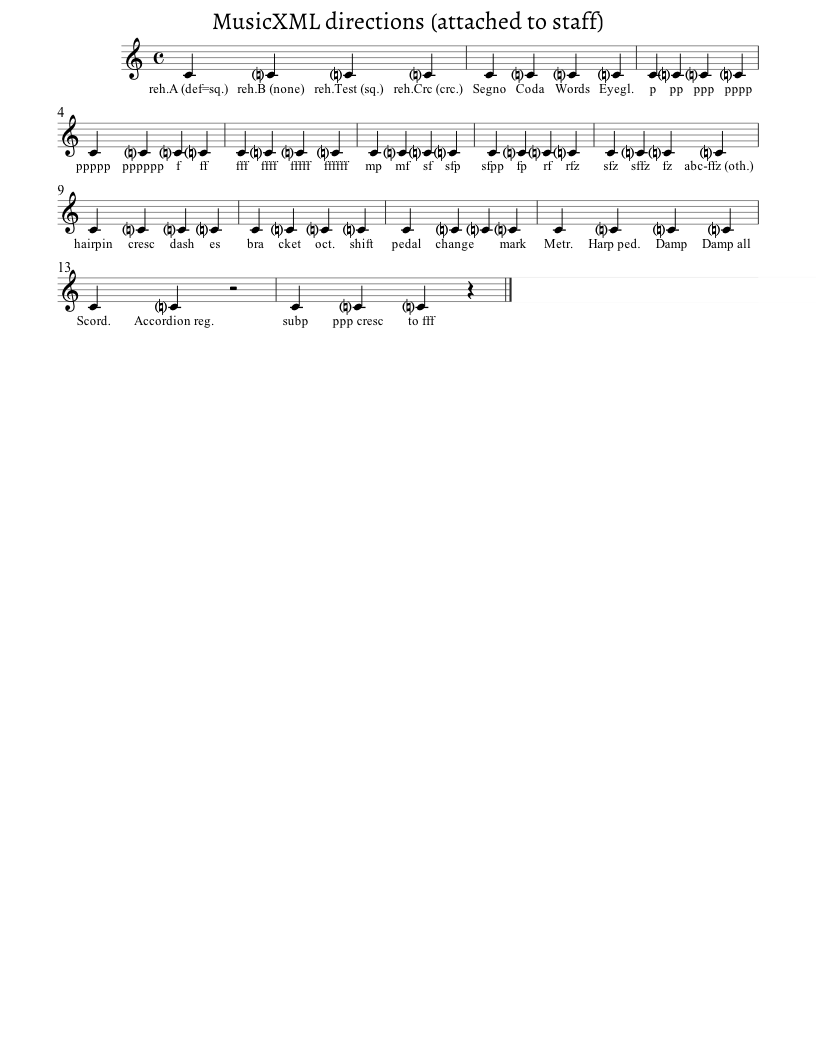 MusicXML directions (attached to staff)
reh.A (def=sq.) reh.B (none) reh.Test (sq.) reh.Crc (crc.) Segno Coda Words Eyegl. p pp ppp pppp
4
ppppp pppppp f ff fff ffff fffff ffffff mp mf sf sfp sfpp fp rf rfz sfz sffz fz abc-ffz (oth.)
9
hairpin cresc dash es bra cket oct. shift pedal change mark Metr. Harp ped. Damp Damp all
13
Scord. Accordion reg. subp ppp cresc to fff